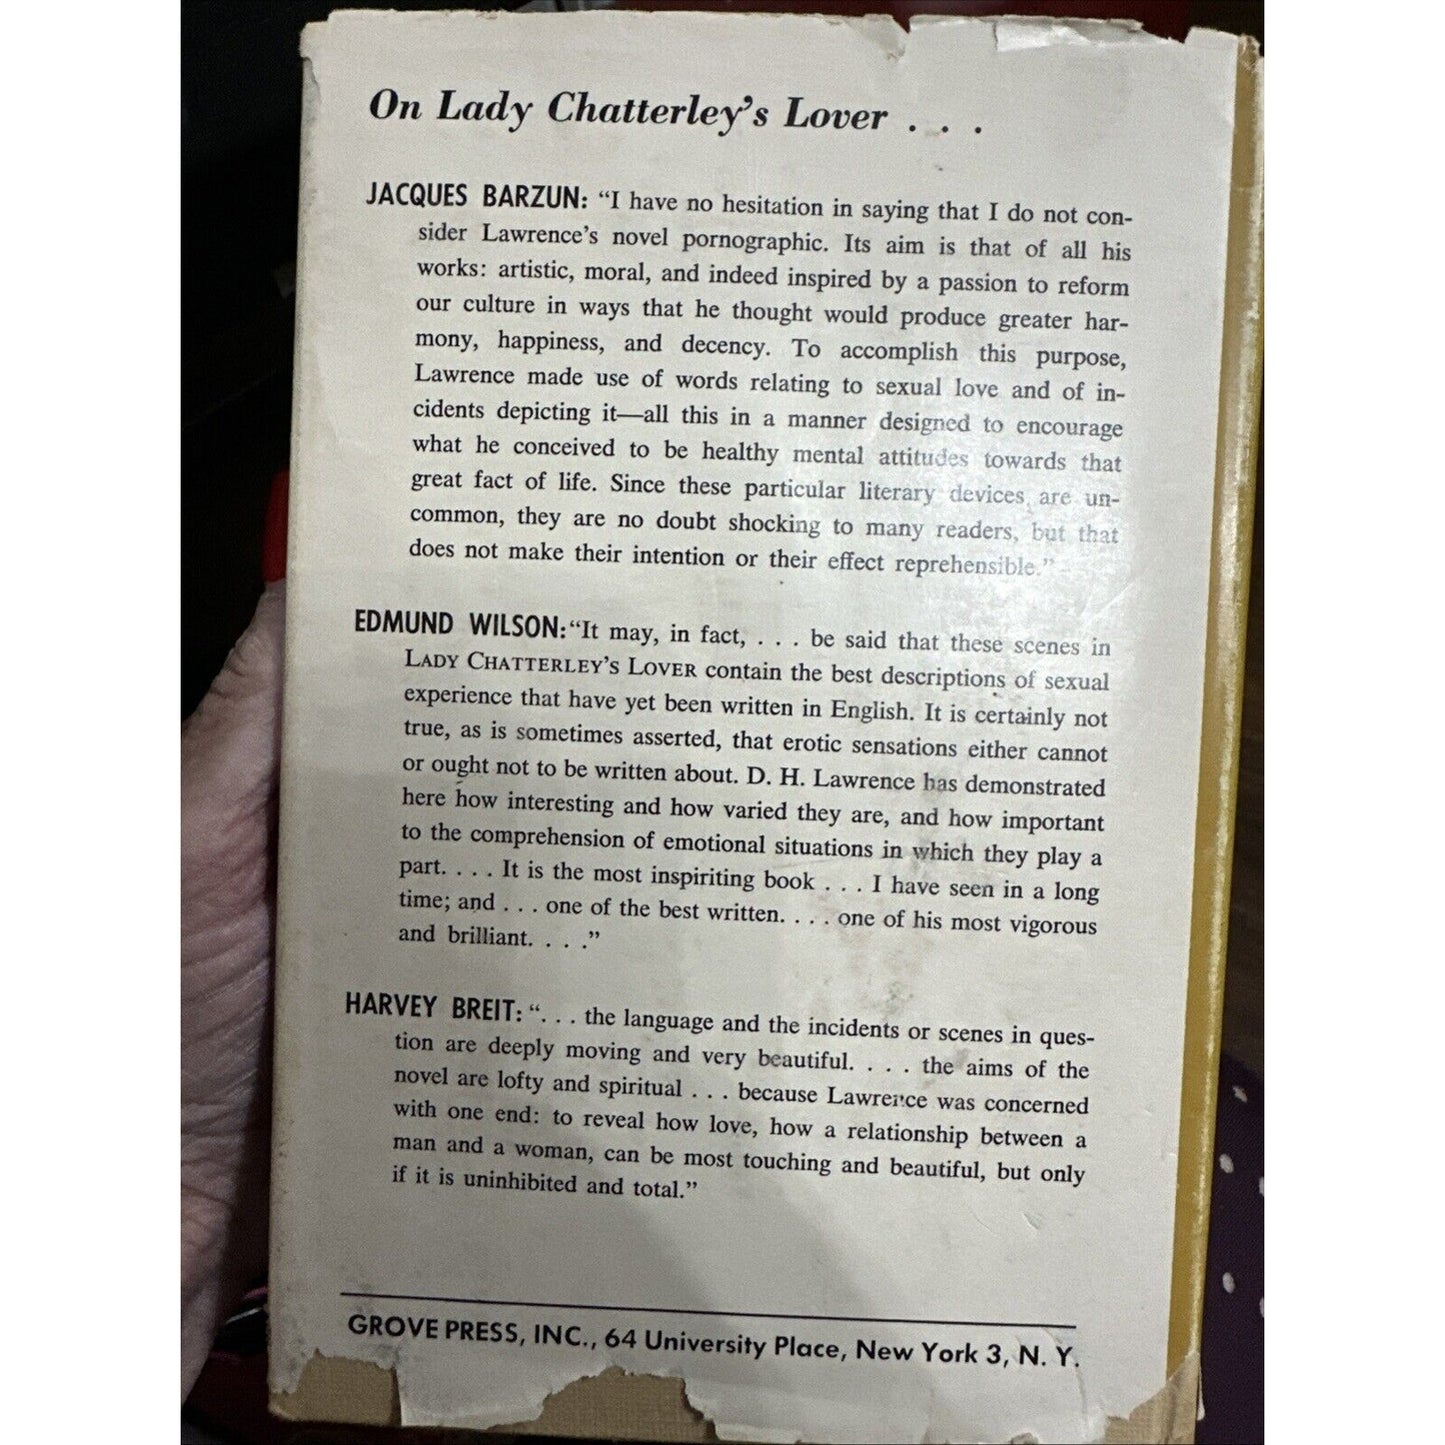 On Lady Chatterley's Lover . . .
JACQUES BARZUN: “I have no hesitation in saying that I do not con-
sider Lawrence’s novel pornographic. Its aim is that of all his
works: artistic, moral, and indeed inspired by a passion to reform
our culture in ways that he thought would produce greater har-
mony, happiness, and decency. To accomplish this purpose,
Lawrence made use of words relating to sexual love and of in-
cidents depicting it—all this in a manner designed to encourage
what he conceived to be healthy mental attitudes towards that
great fact of life. Since these particular literary devices are un-
common, they are no doubt shocking to many readers, but that
does not make their intention or their effect reprehensible.”
EDMUND WILSON: “It may, in fact, . . . be said that these scenes in
LADY CHATTERLEY’S LOVER contain the best descriptions of sexual
experience that have yet been written in English. It is certainly not
true, as is sometimes asserted, that erotic sensations either cannot
or ought not to be written about. D. H. Lawrence has demonstrated
here how interesting and how varied they are, and how important
to the comprehension of emotional situations in which they play a
part. . . . It is the most inspiriting book . . . I have seen in a long
time; and . . . one of the best written. . . . one of his most vigorous
and brilliant. . . .”
HARVEY BREIT: “. . . the language and the incidents or scenes in ques-
tion are deeply moving and very beautiful. . . . the aims of the
novel are lofty and spiritual . . . because Lawrence was concerned
with one end: to reveal how love, how a relationship between a
man and a woman, can be most touching and beautiful, but only
if it is uninhibited and total.”
GROVE PRESS, INC., 64 University Place, New York 3, N. Y.